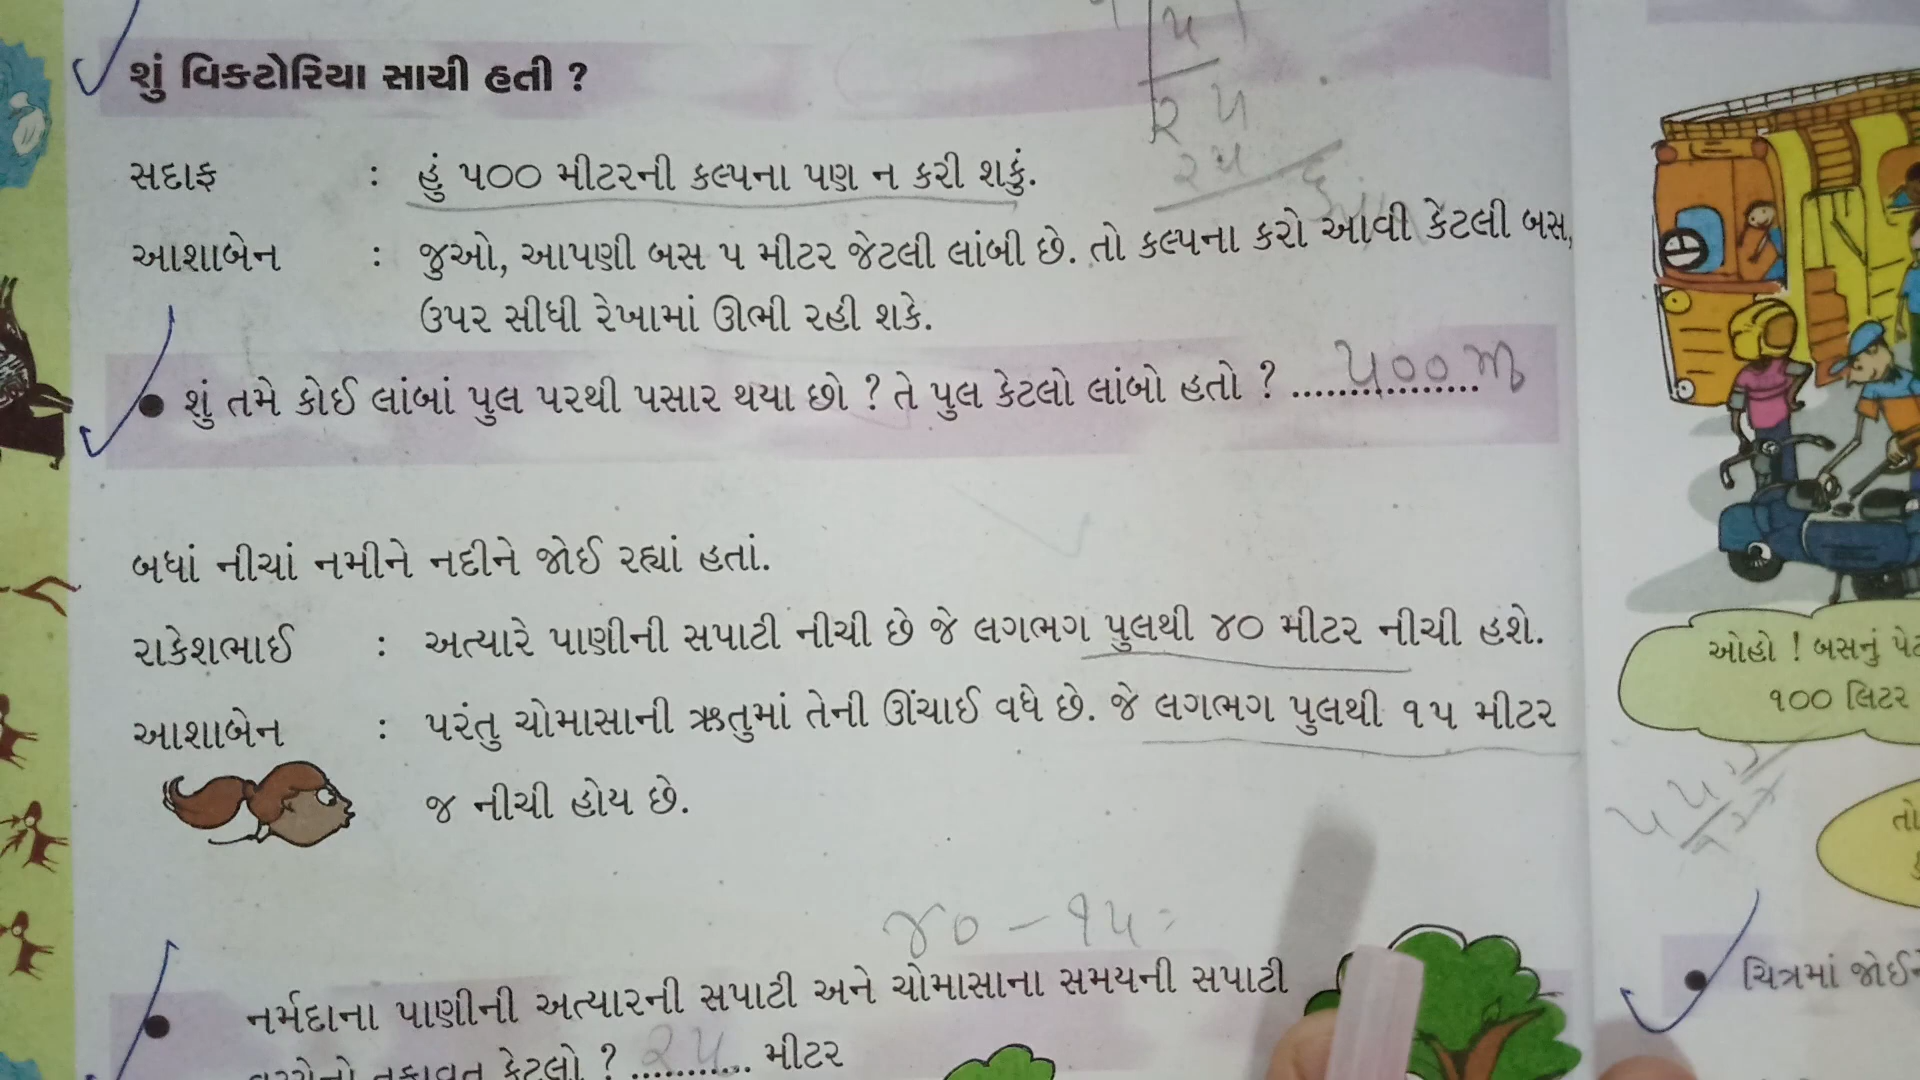 શું વિક્ટોરિયા સાચી હતી ?
સદાફ : હું ૫૦૦ મીટરની કલ્પના પણ ન કરી શકું.
આશાબેન : જુઓ, આપણી બસ ૫ મીટર જેટલી લાંબી છે. તો કલ્પના કરો આવી કેટલી બસ,
ઉપર સીધી રેખામાં ઊભી રહી શકે.
શું તમે કોઈ લાંબાં પુલ પરથી પસાર થયા છો ? તે પુલ કેટલો લાંબો હતો ? ૫૦૦ m
બધાં નીચાં નમીને નદીને જોઈ રહ્યાં હતાં.
રાકેશભાઈ : અત્યારે પાણીની સપાટી નીચી છે જે લગભગ પુલથી ૪૦ મીટર નીચી હશે.
આશાબેન : પરંતુ ચોમાસાની ઋતુમાં તેની ઊંચાઈ વધે છે. જે લગભગ પુલથી ૧૫ મીટર
જ નીચી હોય છે.
૪૦ – ૧૫ =
નર્મદાના પાણીની અત્યારની સપાટી અને ચોમાસાના સમયની સપાટી
વચ્ચેનો તફાવત કેટલો ? ૨૫ મીટર
ઓહો ! બસનું
૧૦૦ લિટર
ચિત્રમાં